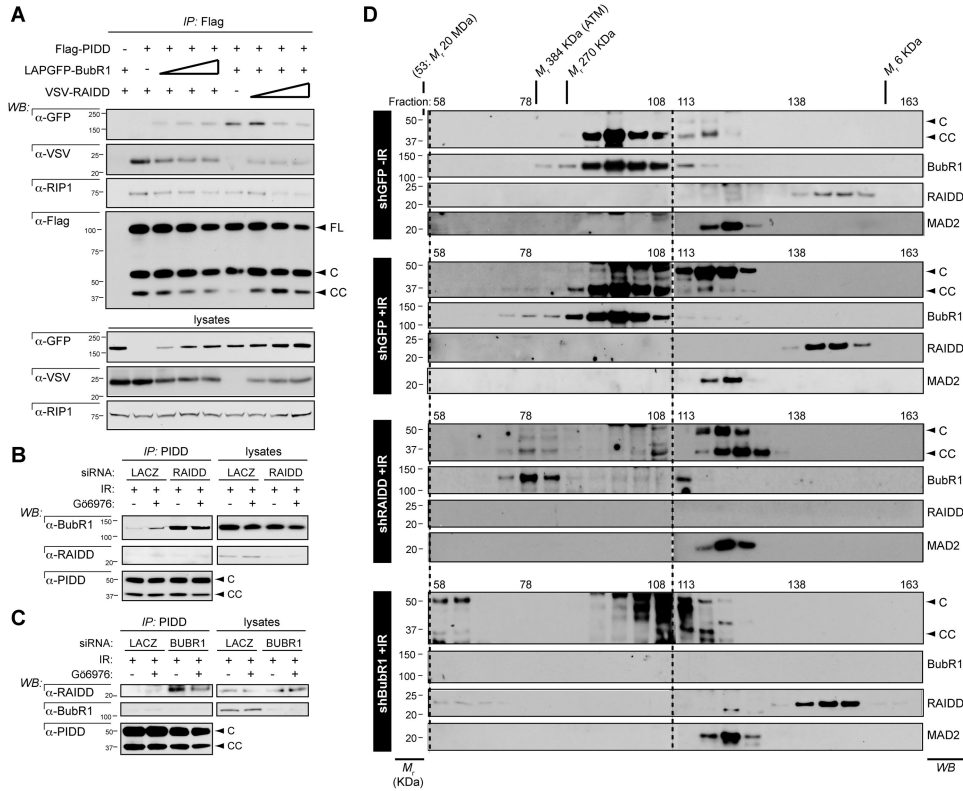 A
IP: Flag
Flag-PIDD - + + + + + + + +
LAPGFP-BubR1 + - + + +
VSV-RAIDD + + + + + -
WB:
α-GFP 250 150
α-VSV 25 20
α-RIP1 75
α-Flag 100 FL
50 C
37 CC
lysates
α-GFP 250 150
α-VSV 25 20
α-RIP1 75
B
IP: PIDD lysates
siRNA: LACZ RAIDD LACZ RAIDD
IR: + + + + + + + +
Gö6976: - + - + - + - +
WB:
α-BubR1 150 100
α-RAIDD 20
α-PIDD 50 C
37 CC
C
IP: PIDD lysates
siRNA: LACZ BUBR1 LACZ BUBR1
IR: + + + + + + + +
Gö6976: - + - + - + - +
WB:
α-RAIDD 20
α-BubR1 100
α-PIDD 50 C
37 CC
D
(53: Mr 20 MDa)
Mr 384 KDa (ATM)
Mr 270 KDa
Mr 6 KDa
Fraction: 58 78 108 113 138 163
shGFP -IR
50 C
37 CC
150 100 BubR1
25 20 RAIDD
20 MAD2
58 78 108 113 138 163
shGFP +IR
50 C
37 CC
150 100 BubR1
25 20 RAIDD
20 MAD2
58 78 108 113 138 163
shRAIDD +IR
50 C
37 CC
150 100 BubR1
25 20 RAIDD
20 MAD2
58 78 108 113 138 163
shBubR1 +IR
50 C
37 CC
150 100 BubR1
25 20 RAIDD
20 MAD2
Mr
(KDa)
WB